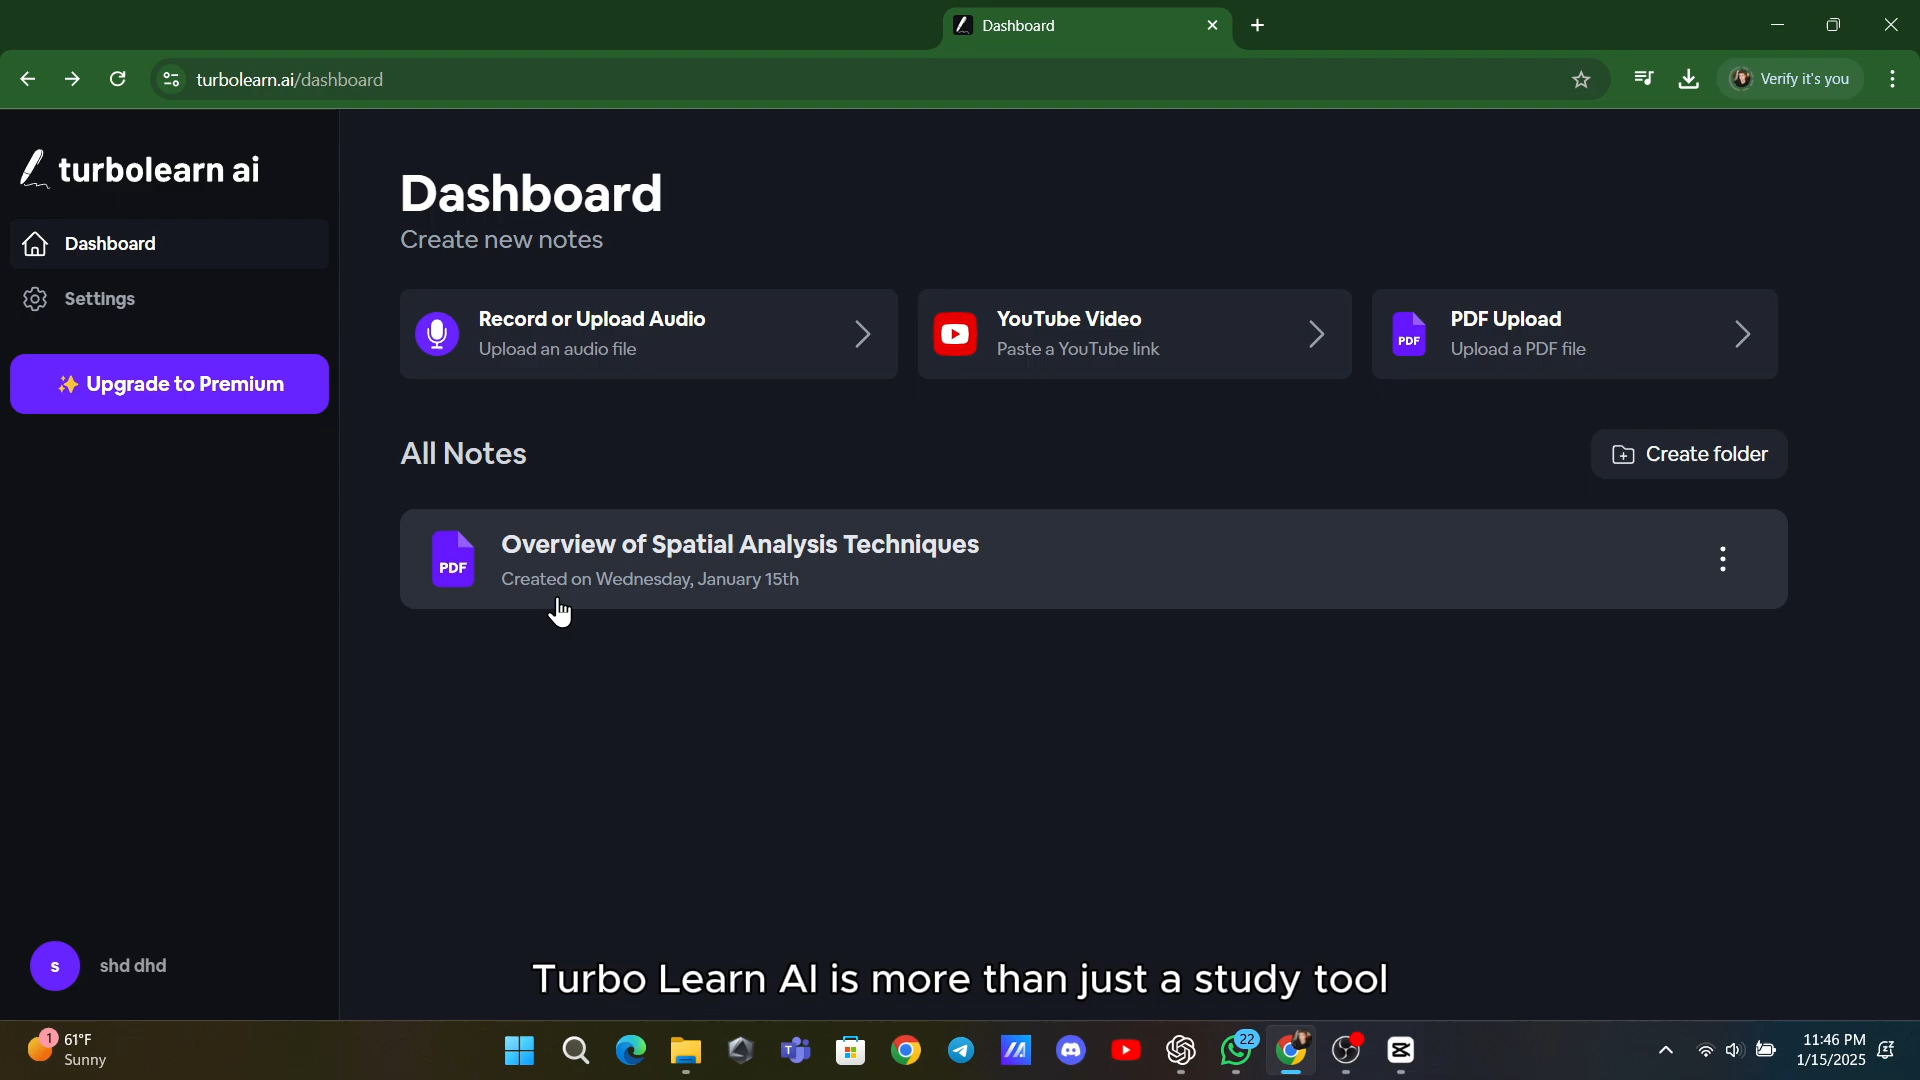 Dashboard
turbolearn.ai/dashboard
Verify it's you
turbolearn ai
Dashboard
Settings
✨ Upgrade to Premium
shd dhd
s
Dashboard
Create new notes
Record or Upload Audio
Upload an audio file
YouTube Video
Paste a YouTube link
PDF
PDF Upload
Upload a PDF file
All Notes
Create folder
PDF
Overview of Spatial Analysis Techniques
Created on Wednesday, January 15th
Turbo Learn AI is more than just a study tool
1
61°F
Sunny
22
11:46 PM
1/15/2025